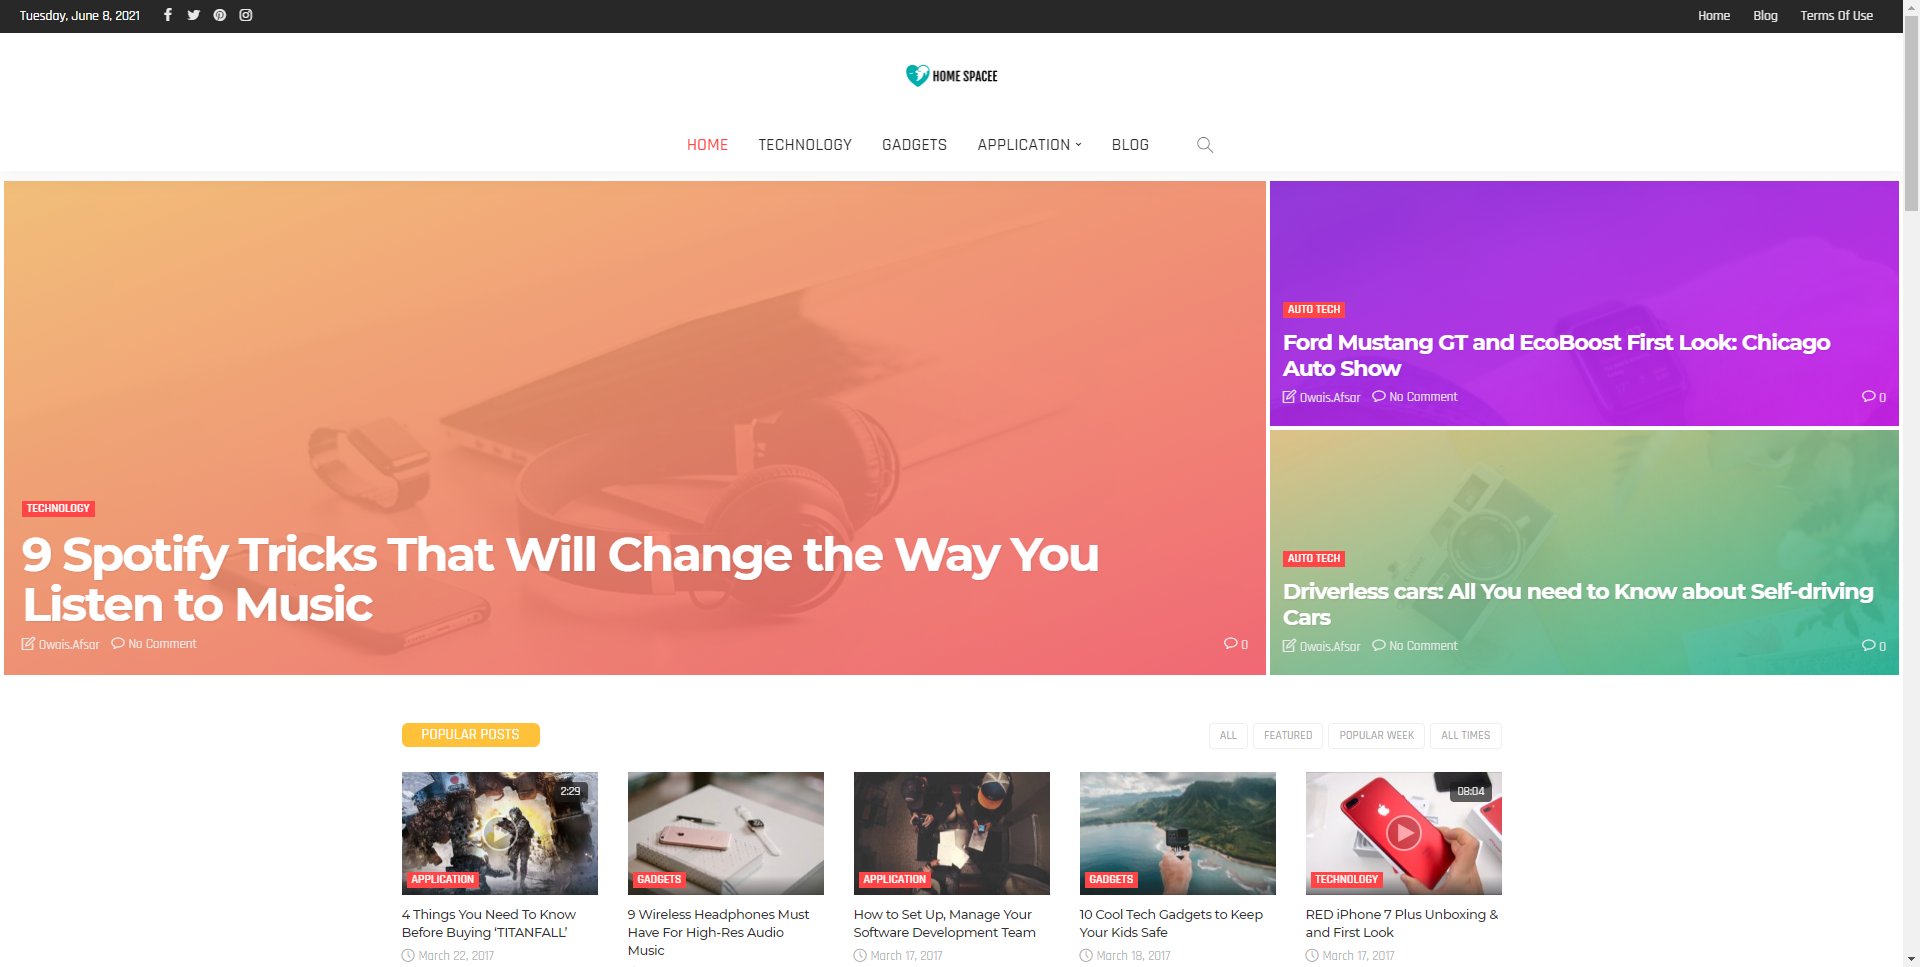 Tuesday, June 8, 2021
Home Blog Terms Of Use
HOME SPACEE
HOME TECHNOLOGY GADGETS APPLICATION BLOG
TECHNOLOGY
9 Spotify Tricks That Will Change the Way You
Listen to Music
Owais.Afsar No Comment 0
AUTO TECH
Ford Mustang GT and EcoBoost First Look: Chicago
Auto Show
Owais.Afsar No Comment 0
AUTO TECH
Driverless cars: All You need to Know about Self-driving
Cars
Owais.Afsar No Comment 0
POPULAR POSTS
ALL FEATURED POPULAR WEEK ALL TIMES
2:29
APPLICATION
4 Things You Need To Know
Before Buying ‘TITANFALL’
March 22, 2017
GADGETS
9 Wireless Headphones Must
Have For High-Res Audio
Music
APPLICATION
How to Set Up, Manage Your
Software Development Team
March 17, 2017
GADGETS
10 Cool Tech Gadgets to Keep
Your Kids Safe
March 18, 2017
08:04
TECHNOLOGY
RED iPhone 7 Plus Unboxing &
and First Look
March 17, 2017